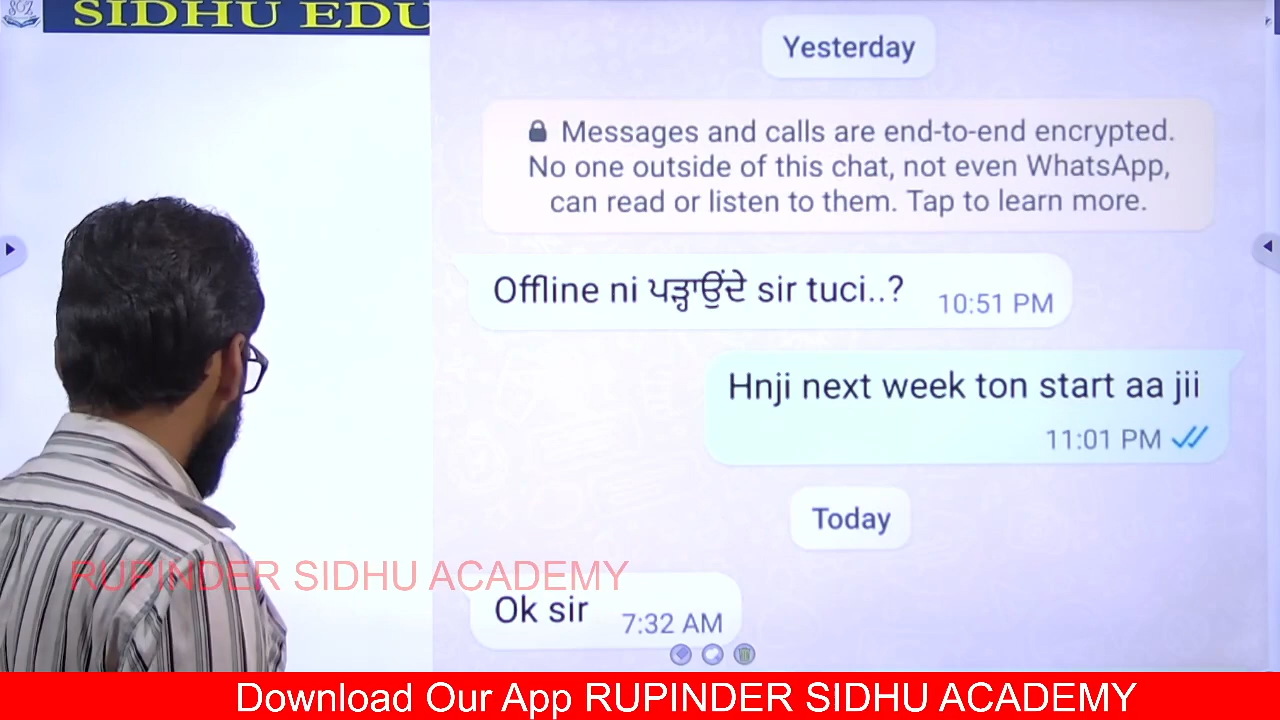 SIDHU EDU
Yesterday
Messages and calls are end-to-end encrypted.
No one outside of this chat, not even WhatsApp,
can read or listen to them. Tap to learn more.
Offline ni ਪੜ੍ਹਾਉਂਦੇ sir tuci..?
10:51 PM
Hnji next week ton start aa jii
11:01 PM
Today
RUPINDER SIDHU ACADEMY
Ok sir
7:32 AM
Download Our App RUPINDER SIDHU ACADEMY